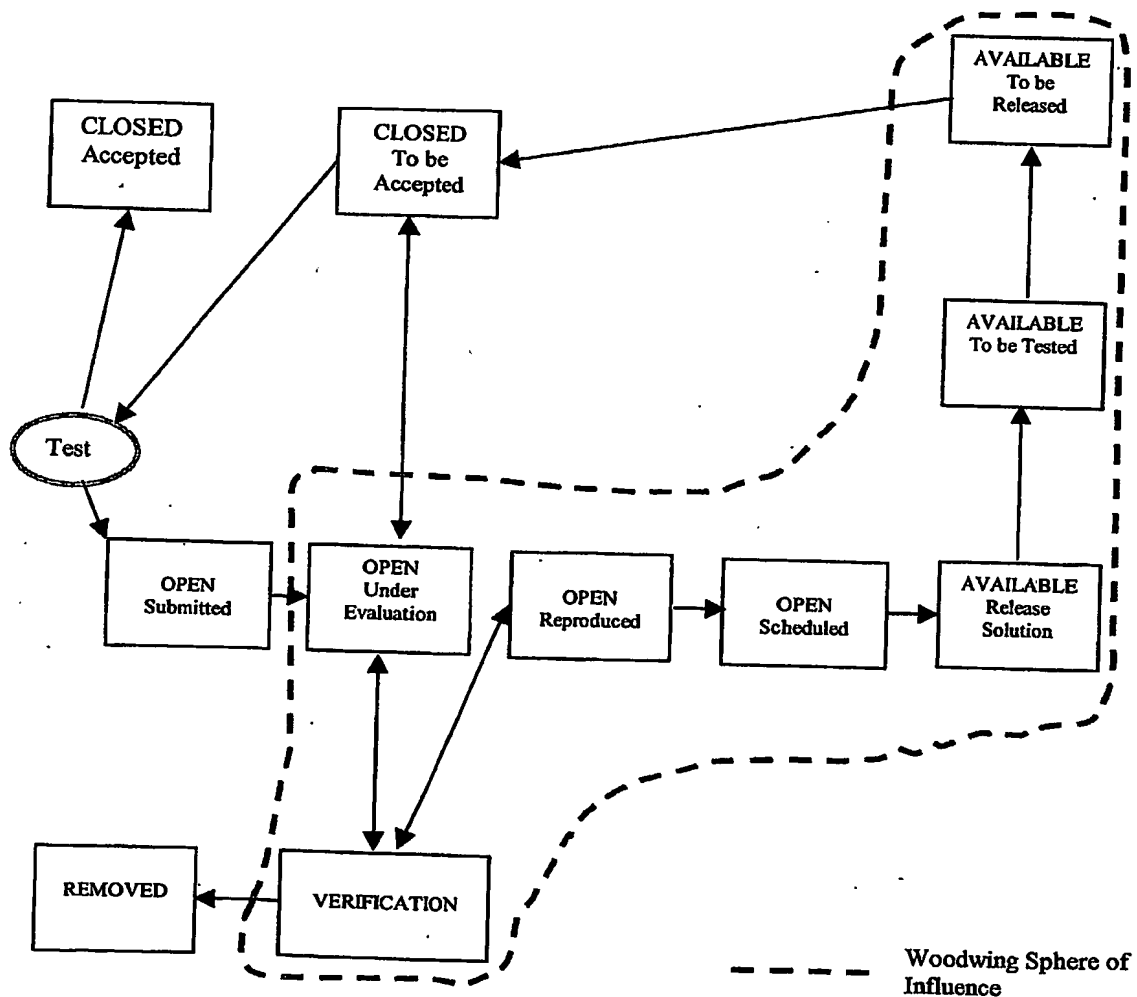 AVAILABLE
To be
Released
CLOSED
Accepted
CLOSED
To be
Accepted
AVAILABLE
To be Tested
Test
OPEN
Submitted
OPEN
Under
Evaluation
OPEN
Reproduced
OPEN
Scheduled
AVAILABLE
Release
Solution
REMOVED
VERIFICATION
Woodwing Sphere of
Influence